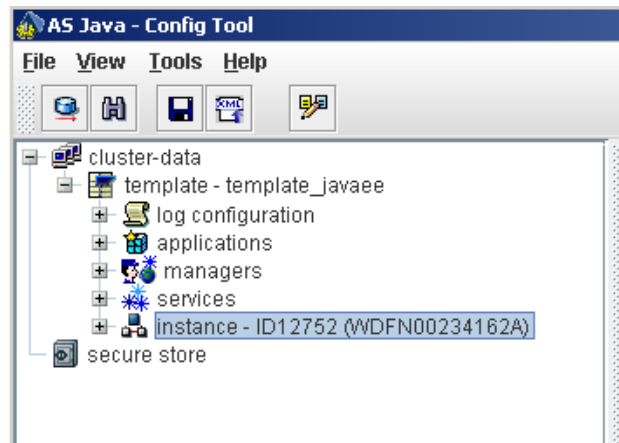 AS Java - Config Tool
File View Tools Help
XML
cluster-data
template - template_javaee
log configuration
applications
managers
services
instance - ID12752 (WDFN00234162A)
secure store